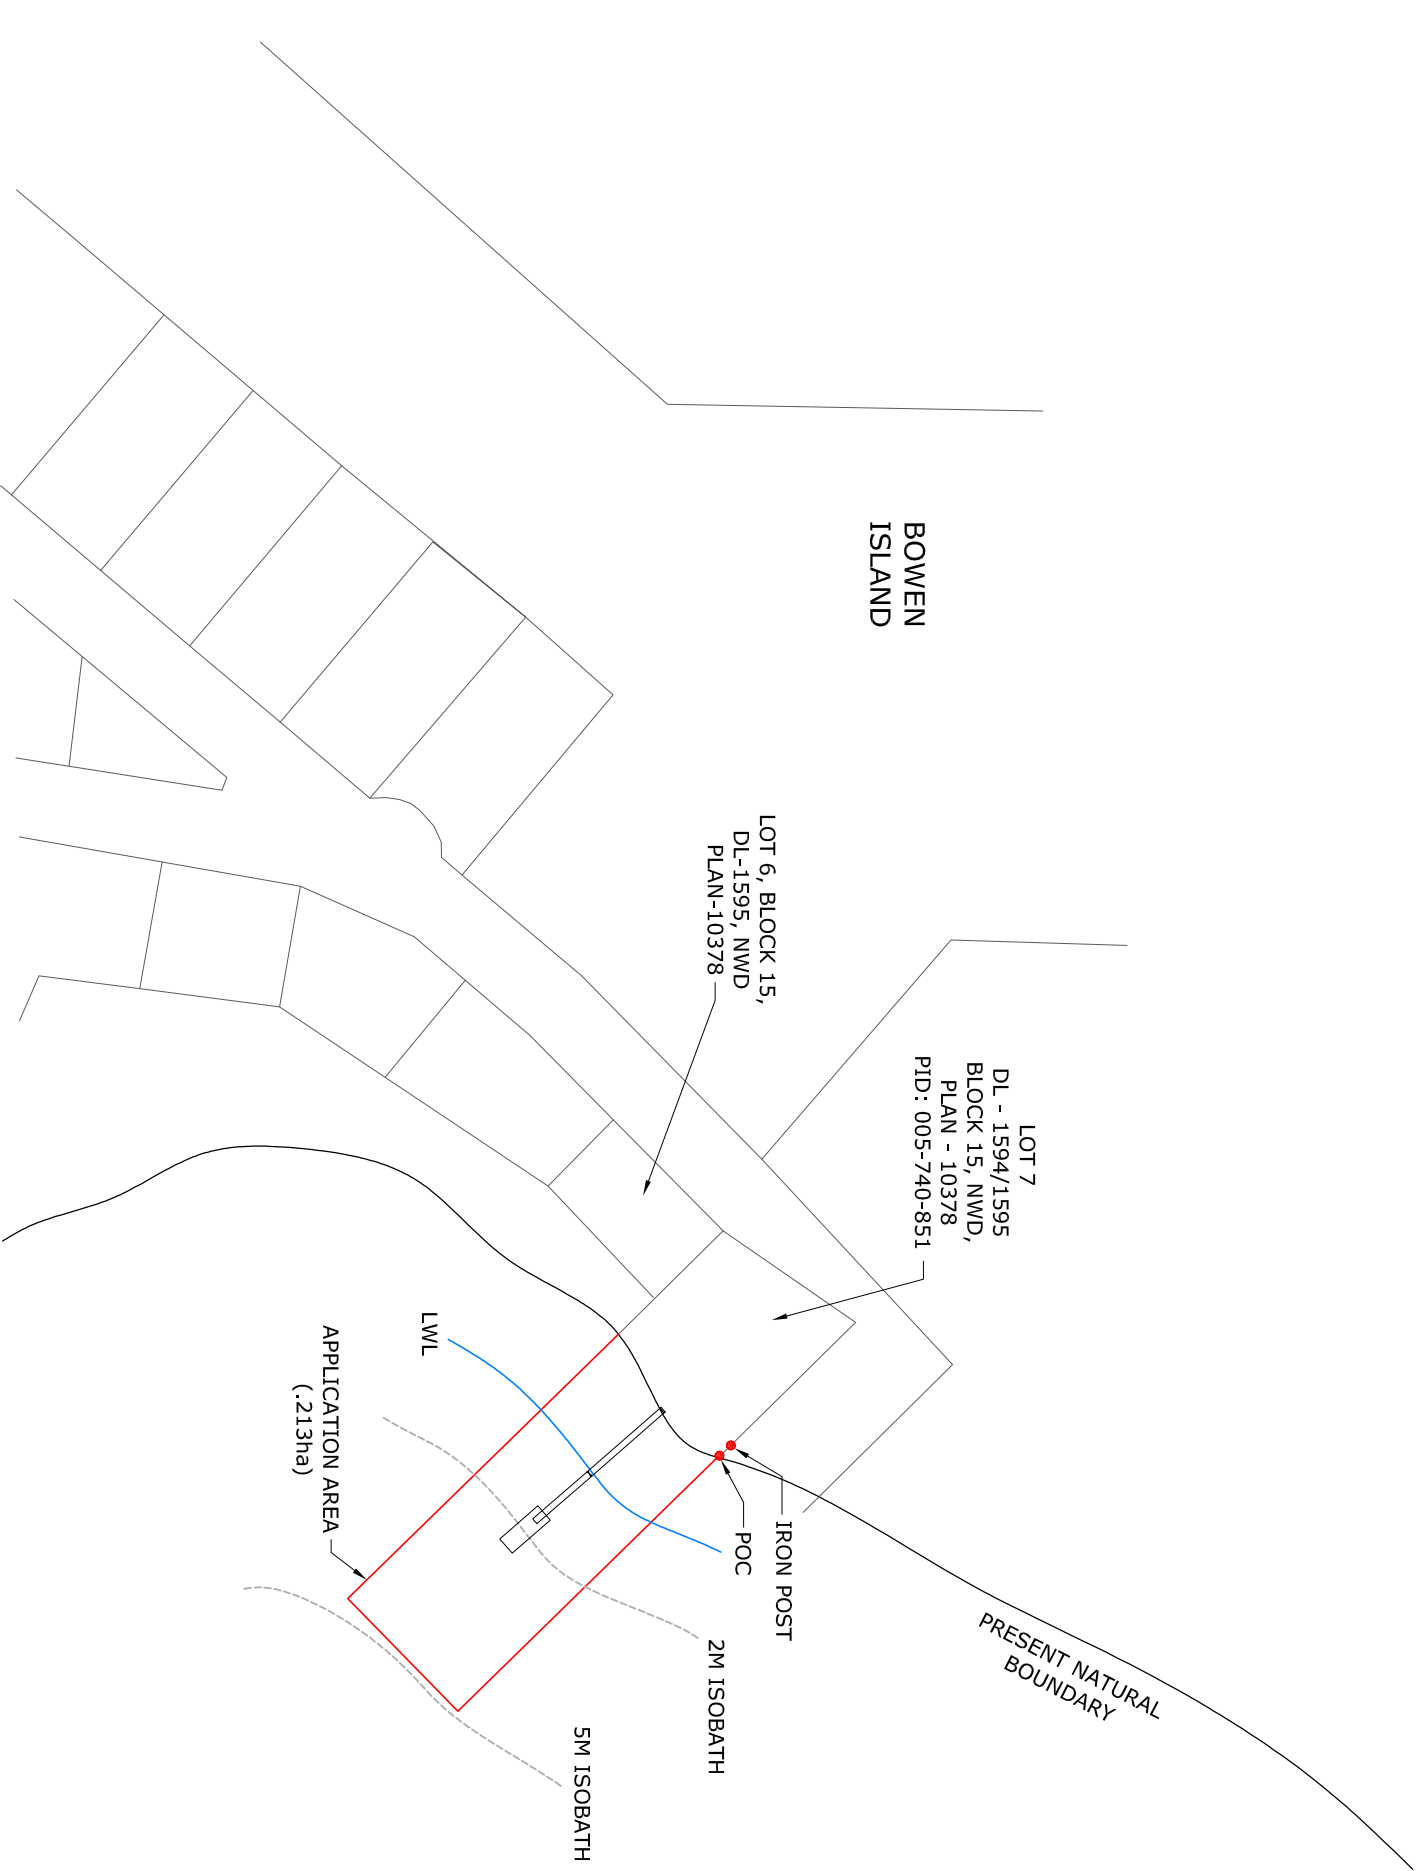 BOWEN
ISLAND
LOT 7
DL - 1594/1595
BLOCK 15, NWD,
PLAN - 10378
PID: 005-740-851
LOT 6, BLOCK 15,
DL-1595, NWD
PLAN-10378
PRESENT NATURAL
BOUNDARY
IRON POST
POC
2M ISOBATH
5M ISOBATH
LWL
APPLICATION AREA
(.213ha)